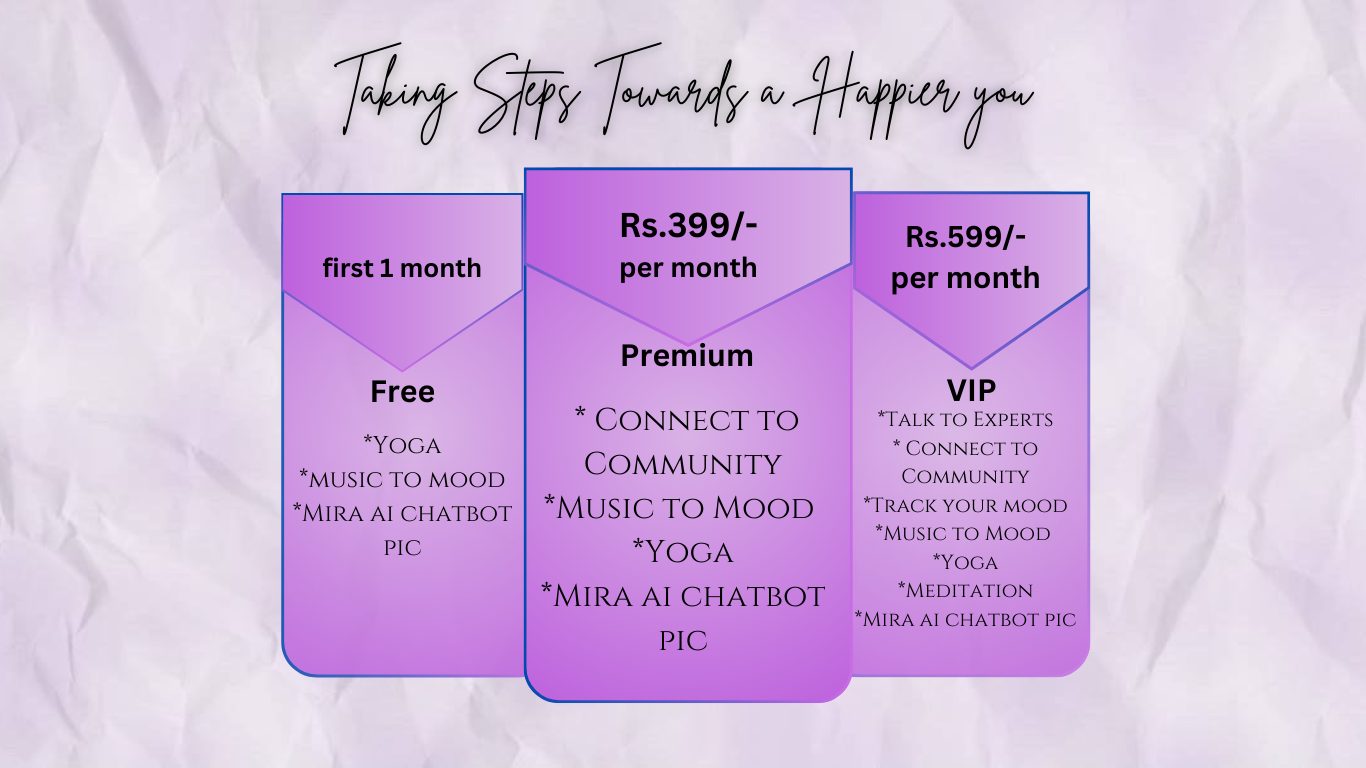 Taking Steps Towards a Happier you
first 1 month
Free
*Yoga
*music to mood
*Mira ai chatbot
pic
Rs.399/-
per month
Premium
* Connect to
Community
*Music to Mood
*Yoga
*Mira ai chatbot
pic
Rs.599/-
per month
VIP
*Talk to Experts
* Connect to
Community
*Track your mood
*Music to Mood
*Yoga
*Meditation
*Mira ai chatbot pic